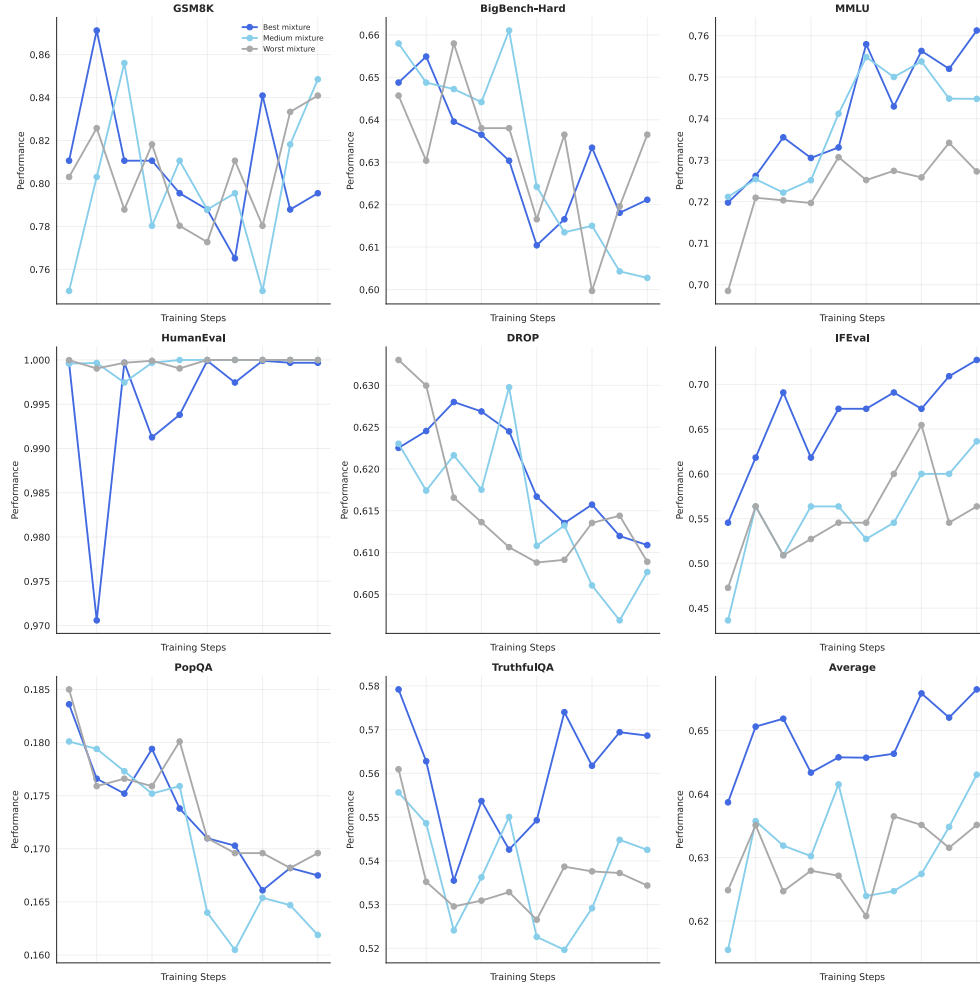 GSM8K
Best mixture
Medium mixture
Worst mixture
0,86
0,84
0,82
0,80
0,78
0,76
Performance
Training Steps
BigBench-Hard
0,66
0,65
0,64
0,63
0,62
0,61
0,60
Performance
Training Steps
MMLU
0,76
0,75
0,74
0,73
0,72
0,71
0,70
Performance
Training Steps
HumanEval
1.000
0,995
0,990
0,985
0,980
0,975
0,970
Performance
Training Steps
DROP
0,630
0,625
0,620
0,615
0,610
0,605
Performance
Training Steps
IFEval
0,70
0,65
0,60
0,55
0,50
0,45
Performance
Training Steps
PopQA
0,185
0,180
0,175
0,170
0,165
0,160
Performance
Training Steps
TruthfulQA
0,58
0,57
0,56
0,55
0,54
0,53
0,52
Performance
Training Steps
Average
0,65
0,64
0,63
0,62
Performance
Training Steps